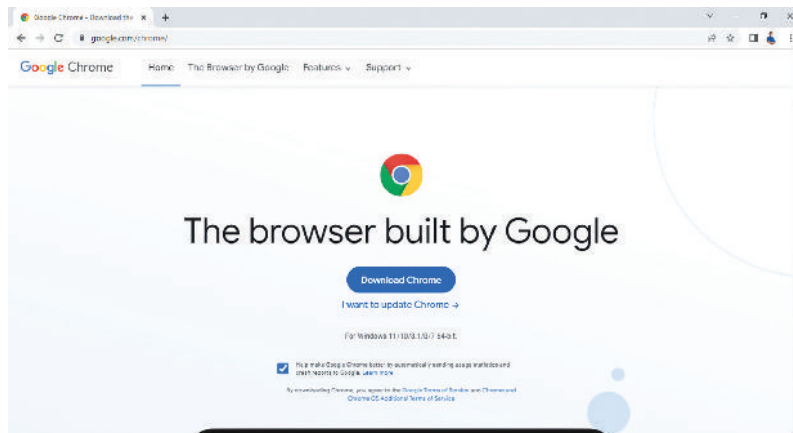 Google Chrome - Download the
google.com/chrome/
Google Chrome Home The Browser by Google Features Support
The browser built by Google
Download Chrome
I want to update Chrome →
For Windows 11/10/8.1/8/7 64-bit.
Help make Google Chrome better by automatically sending usage statistics and
crash reports to Google. Learn more
By downloading Chrome, you agree to the Google Terms of Service and Chrome and
Chrome OS Additional Terms of Service